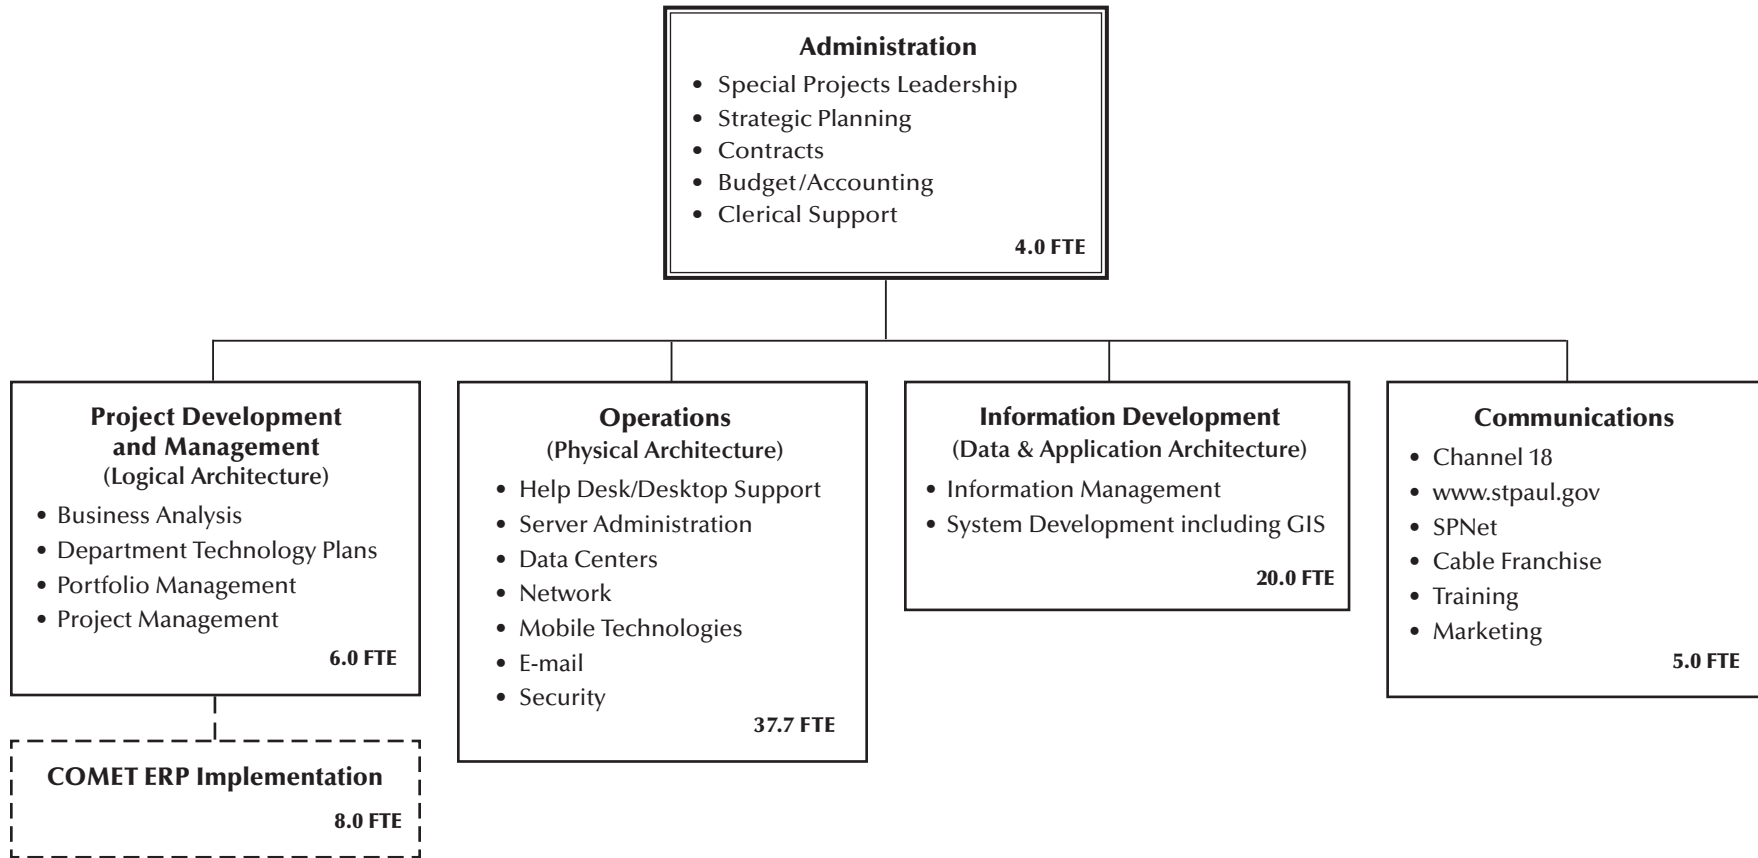 Administration
• Special Projects Leadership
• Strategic Planning
• Contracts
• Budget/Accounting
• Clerical Support
4.0 FTE
Project Development
and Management
(Logical Architecture)
• Business Analysis
• Department Technology Plans
• Portfolio Management
• Project Management
6.0 FTE
COMET ERP Implementation
8.0 FTE
Operations
(Physical Architecture)
• Help Desk/Desktop Support
• Server Administration
• Data Centers
• Network
• Mobile Technologies
• E-mail
• Security
37.7 FTE
Information Development
(Data & Application Architecture)
• Information Management
• System Development including GIS
20.0 FTE
Communications
• Channel 18
• www.stpaul.gov
• SPNet
• Cable Franchise
• Training
• Marketing
5.0 FTE